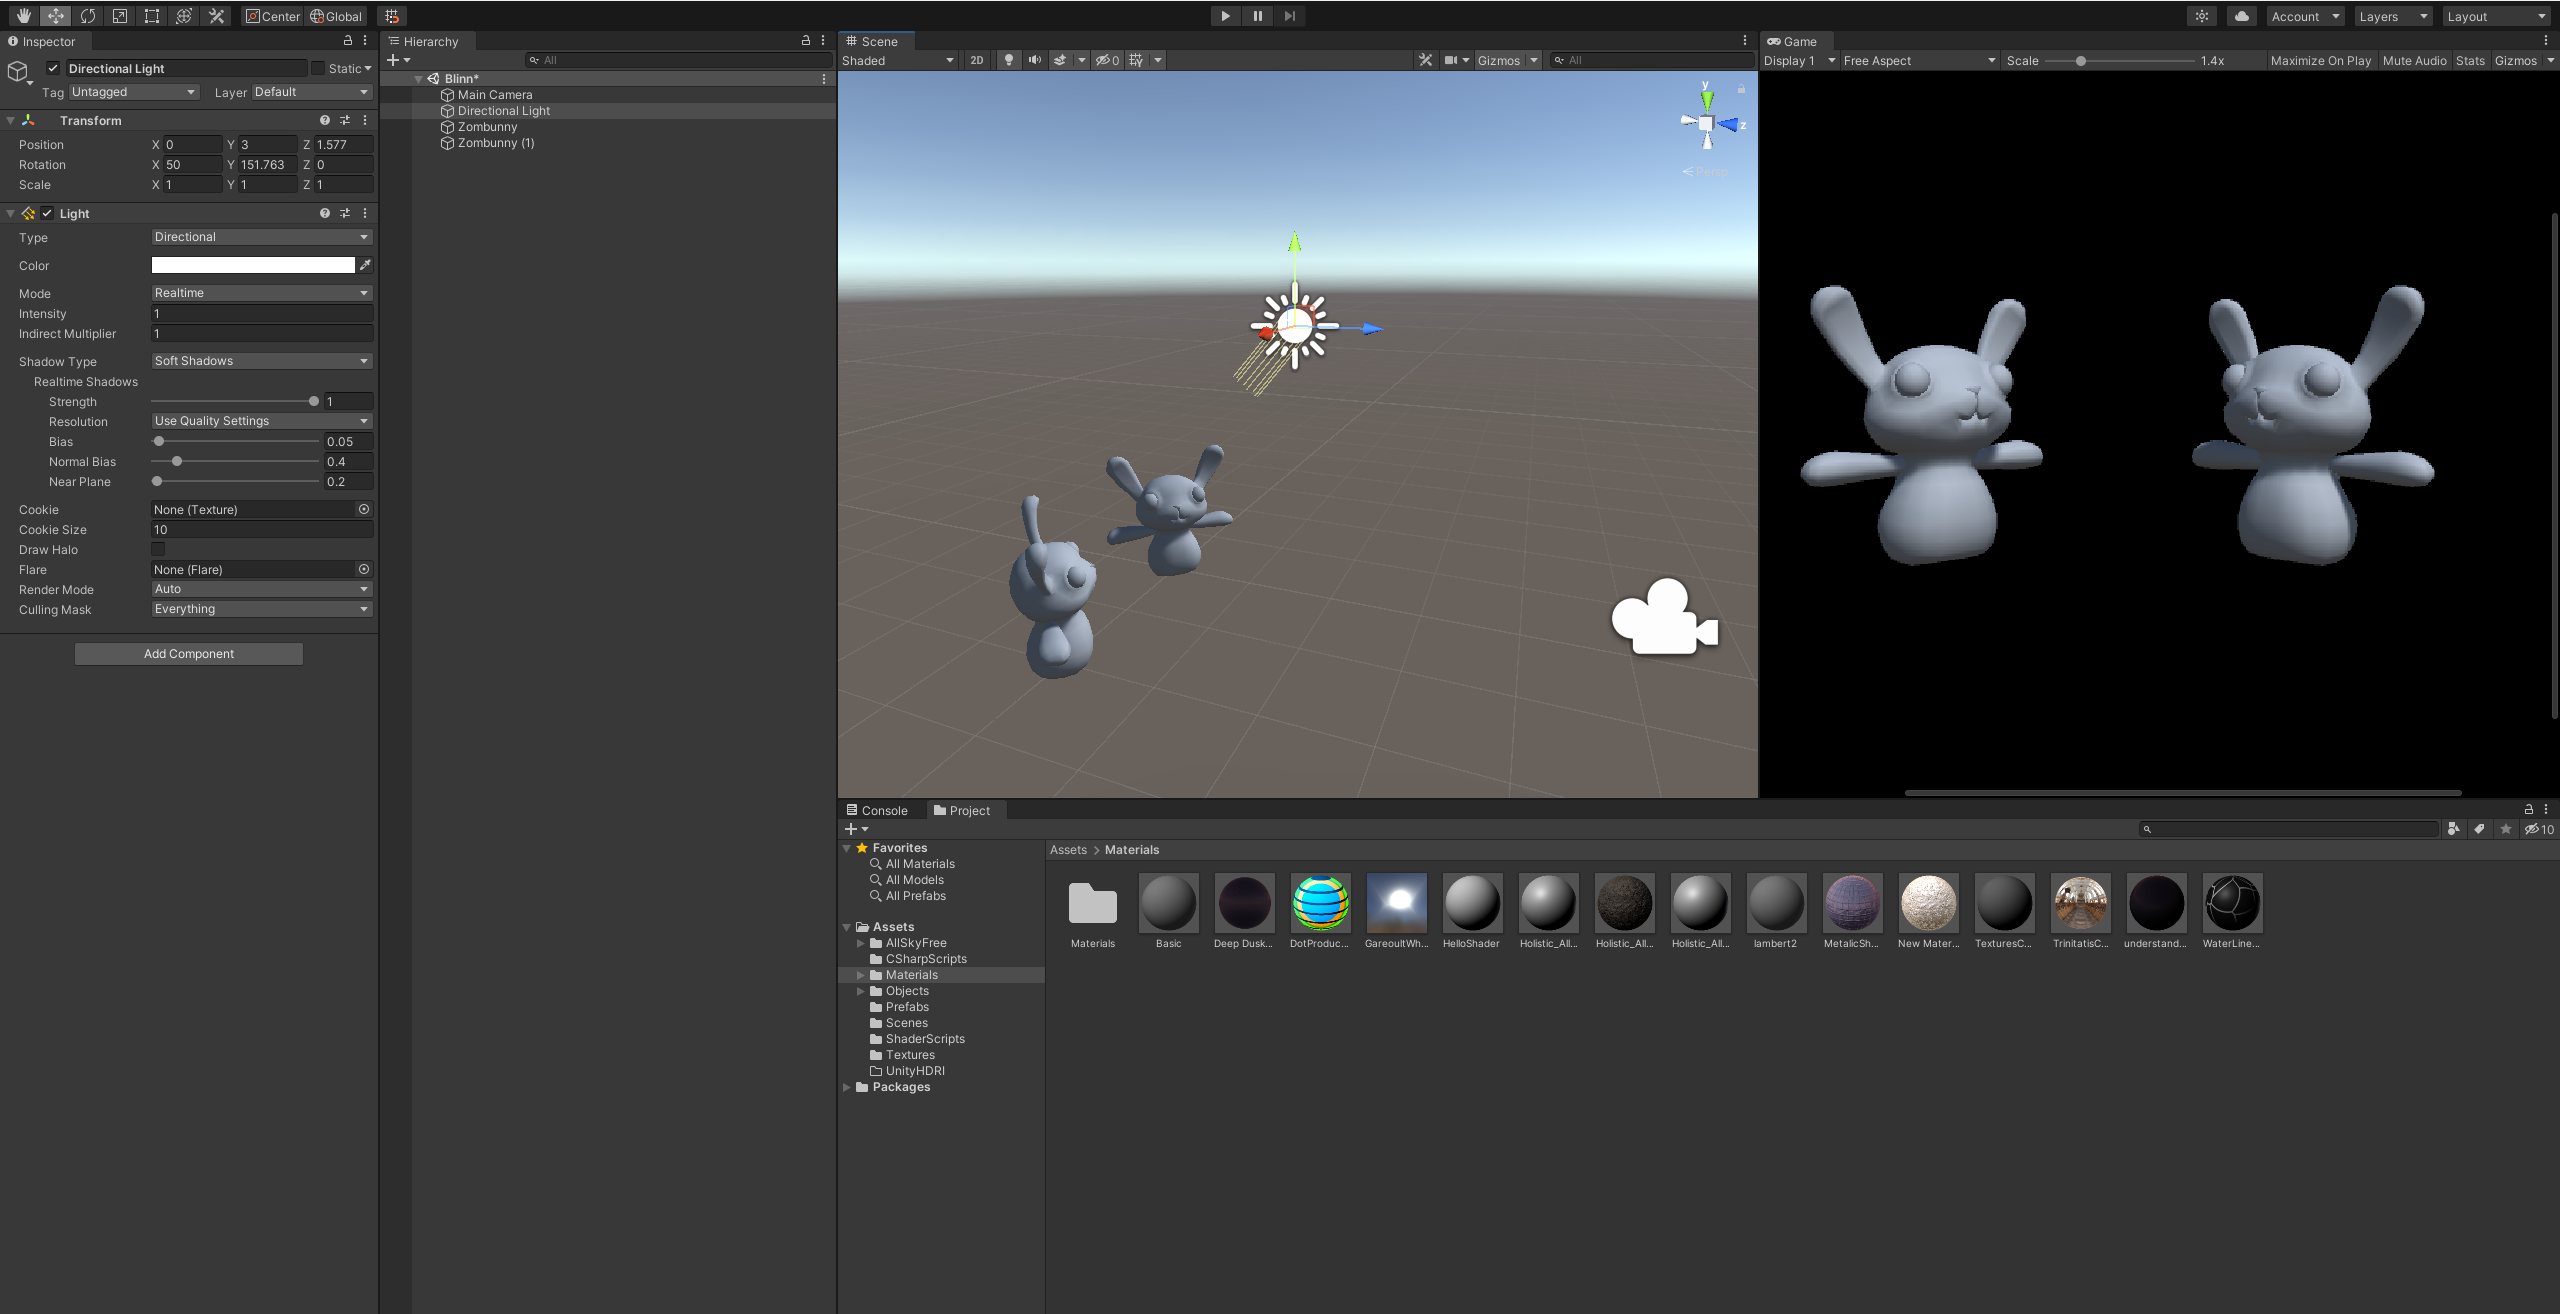 Center Global
Account Layers Layout
Inspector
Directional Light Static
Tag Untagged Layer Default
Transform
Position X 0 Y 3 Z 1.577
Rotation X 50 Y 151.763 Z 0
Scale X 1 Y 1 Z 1
Light
Type Directional
Color
Mode Realtime
Intensity 1
Indirect Multiplier 1
Shadow Type Soft Shadows
Realtime Shadows
Strength 1
Resolution Use Quality Settings
Bias 0.05
Normal Bias 0.4
Near Plane 0.2
Cookie None (Texture)
Cookie Size 10
Draw Halo
Flare None (Flare)
Render Mode Auto
Culling Mask Everything
Add Component
Hierarchy
All
Blinn*
Main Camera
Directional Light
Zombunny
Zombunny (1)
Scene
Shaded 2D 0 Gizmos All
y
z
Persp
Game
Display 1 Free Aspect Scale 1.4x Maximize On Play Mute Audio Stats Gizmos
Console Project
10
Favorites
All Materials
All Models
All Prefabs
Assets
AllSkyFree
CSharpScripts
Materials
Objects
Prefabs
Scenes
ShaderScripts
Textures
UnityHDRI
Packages
Assets > Materials
Materials Basic Deep Dusk... DotProduc... GareoultWh... HelloShader Holistic_All... Holistic_All... Holistic_All... lambert2 MetalicSh... New Mater... TexturesC... TrinitatisC... understand... WaterLine...